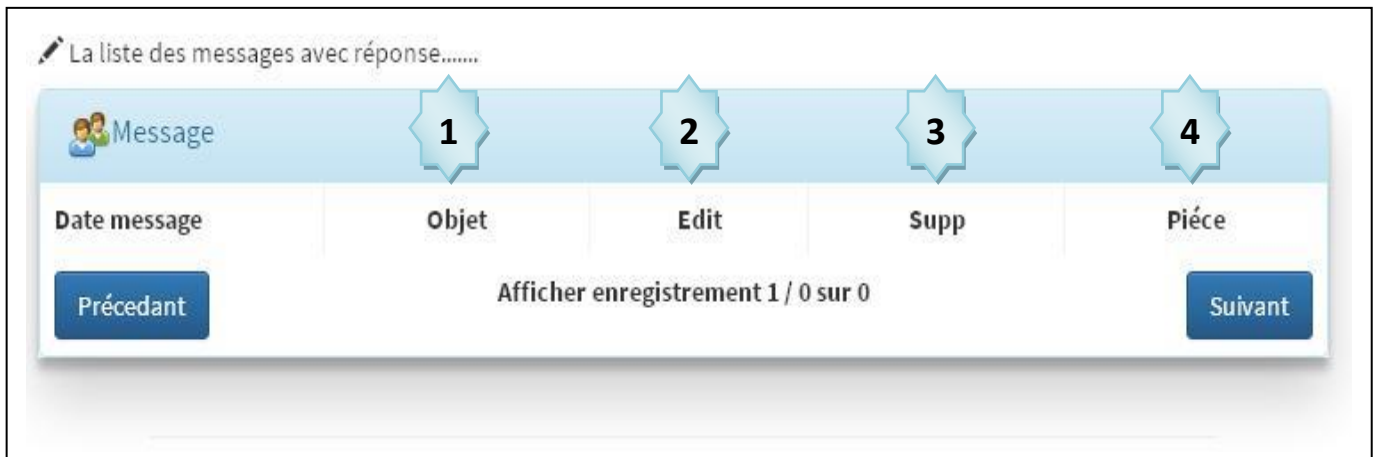 La liste des messages avec réponse.......
Message
1 2 3 4
Date message Objet Edit Supp Piéce
Précedant Afficher enregistrement 1 / 0 sur 0 Suivant